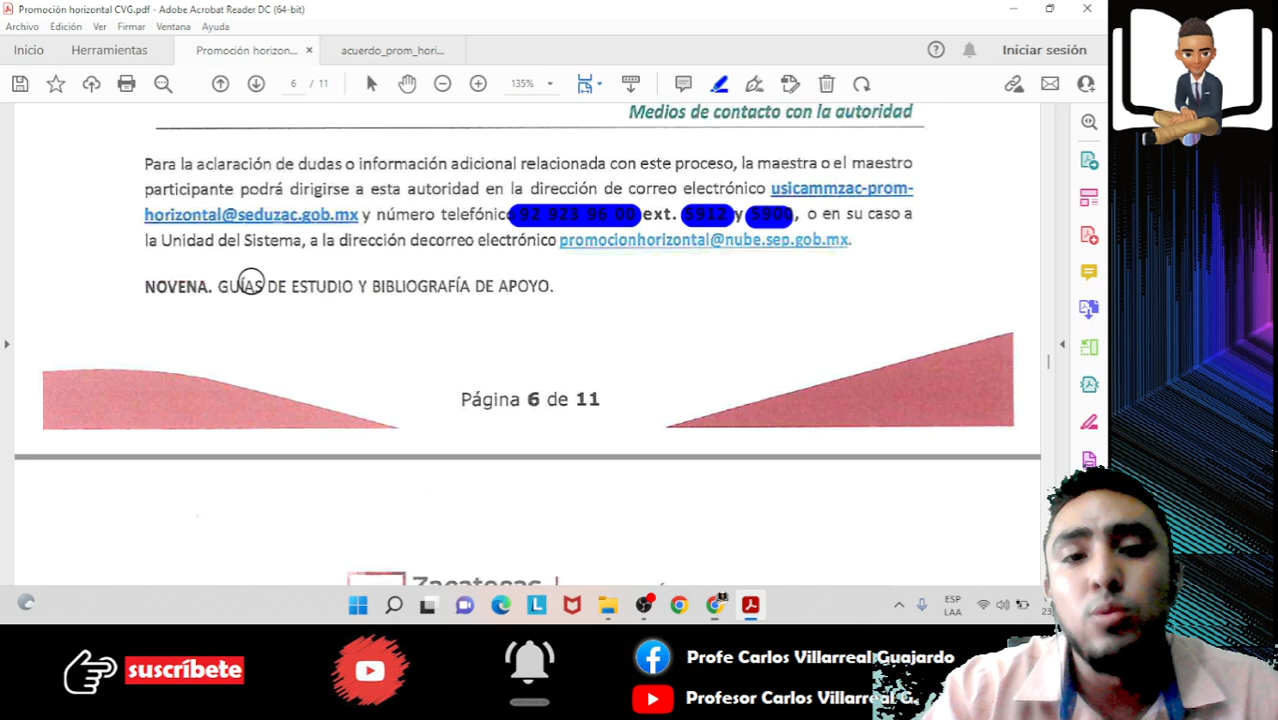 Promoción horizontal CVG.pdf - Adobe Acrobat Reader DC (64-bit)
Archivo Edición Ver Firmar Ventana Ayuda
Inicio Herramientas Promoción horizon... × acuerdo_prom_hori... Iniciar sesión
6 / 11 135%
Medios de contacto con la autoridad
Para la aclaración de dudas o información adicional relacionada con este proceso, la maestra o el maestro
participante podrá dirigirse a esta autoridad en la dirección de correo electrónico usicammzac-prom-
horizontal@seduzac.gob.mx y número telefónico 92 923 96 00 ext. 5912 y 5900, o en su caso a
la Unidad del Sistema, a la dirección decorreo electrónico promocionhorizontal@nube.sep.gob.mx.
NOVENA. GUÍAS DE ESTUDIO Y BIBLIOGRAFÍA DE APOYO.
Página 6 de 11
Zacatecas
ESP
LAA
23
suscríbete
Profe Carlos Villarreal Guajardo
Profesor Carlos Villarreal G.